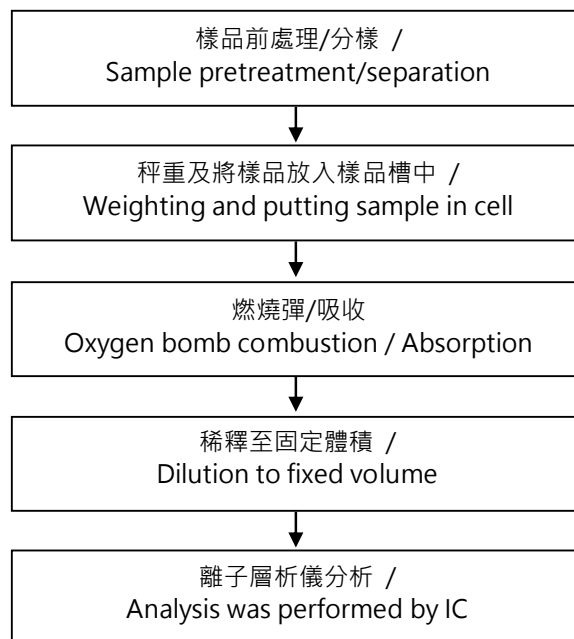 樣品前處理/分樣 /
Sample pretreatment/separation
秤重及將樣品放入樣品槽中 /
Weighting and putting sample in cell
燃燒彈/吸收
Oxygen bomb combustion / Absorption
稀釋至固定體積 /
Dilution to fixed volume
離子層析儀分析 /
Analysis was performed by IC